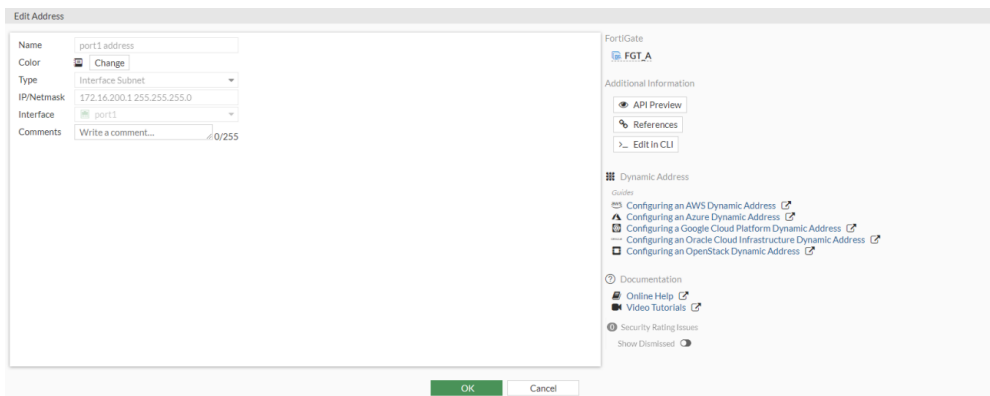 Edit Address
Name port1 address
Color Change
Type Interface Subnet
IP/Netmask 172.16.200.1 255.255.255.0
Interface port1
Comments Write a comment... 0/255
FortiGate
FGT_A
Additional Information
API Preview
References
>_ Edit in CLI
Dynamic Address
Guides
Configuring an AWS Dynamic Address
Configuring an Azure Dynamic Address
Configuring a Google Cloud Platform Dynamic Address
Configuring an Oracle Cloud Infrastructure Dynamic Address
Configuring an OpenStack Dynamic Address
Documentation
Online Help
Video Tutorials
0 Security Rating Issues
Show Dismissed
OK Cancel